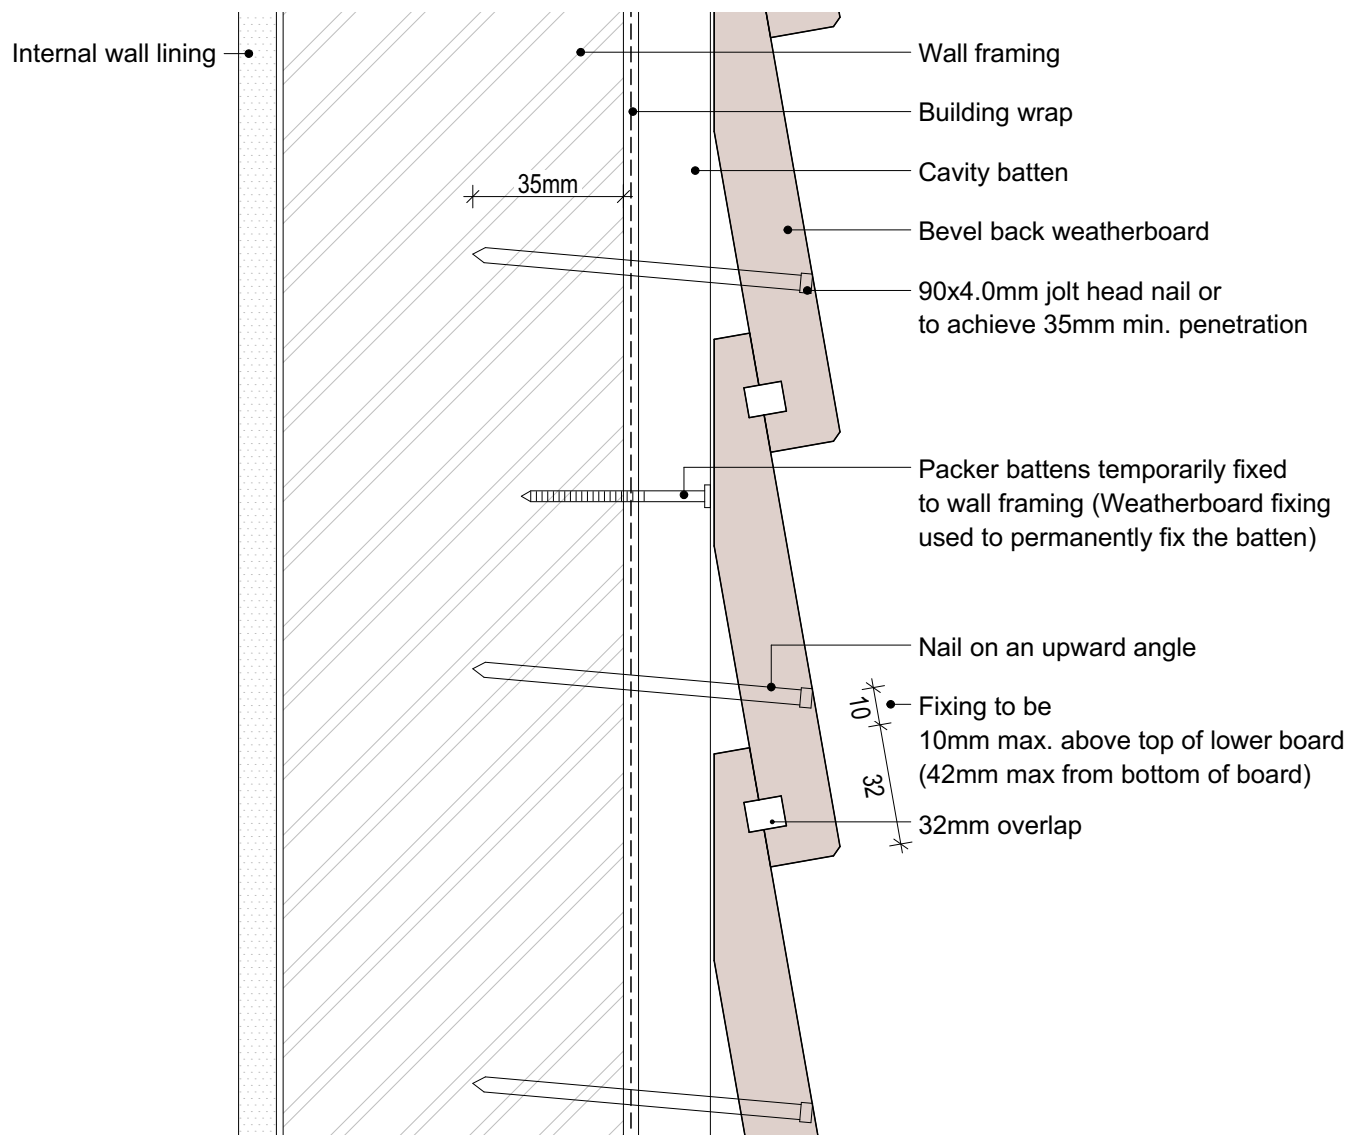 Internal wall lining
Wall framing
Building wrap
Cavity batten
35mm
Bevel back weatherboard
90x4.0mm jolt head nail or
to achieve 35mm min. penetration
Packer battens temporarily fixed
to wall framing (Weatherboard fixing
used to permanently fix the batten)
Nail on an upward angle
10
Fixing to be
10mm max. above top of lower board
(42mm max from bottom of board)
32
32mm overlap